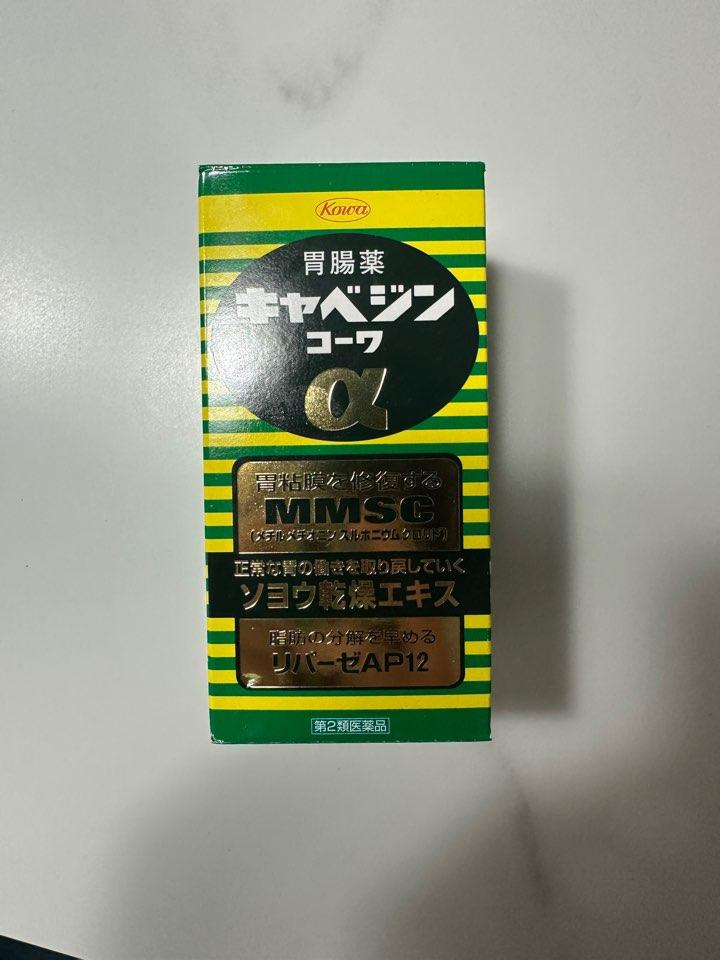 Kowa
胃腸薬
キャベジン
コーワ
α
胃粘膜を修復する
MMSC
(メチルメチオニンスルホニウムクロリド)
正常な胃の働きを取り戻していく
ソヨウ乾燥エキス
脂肪の分解を早める
リパーゼAP12
第2類医薬品